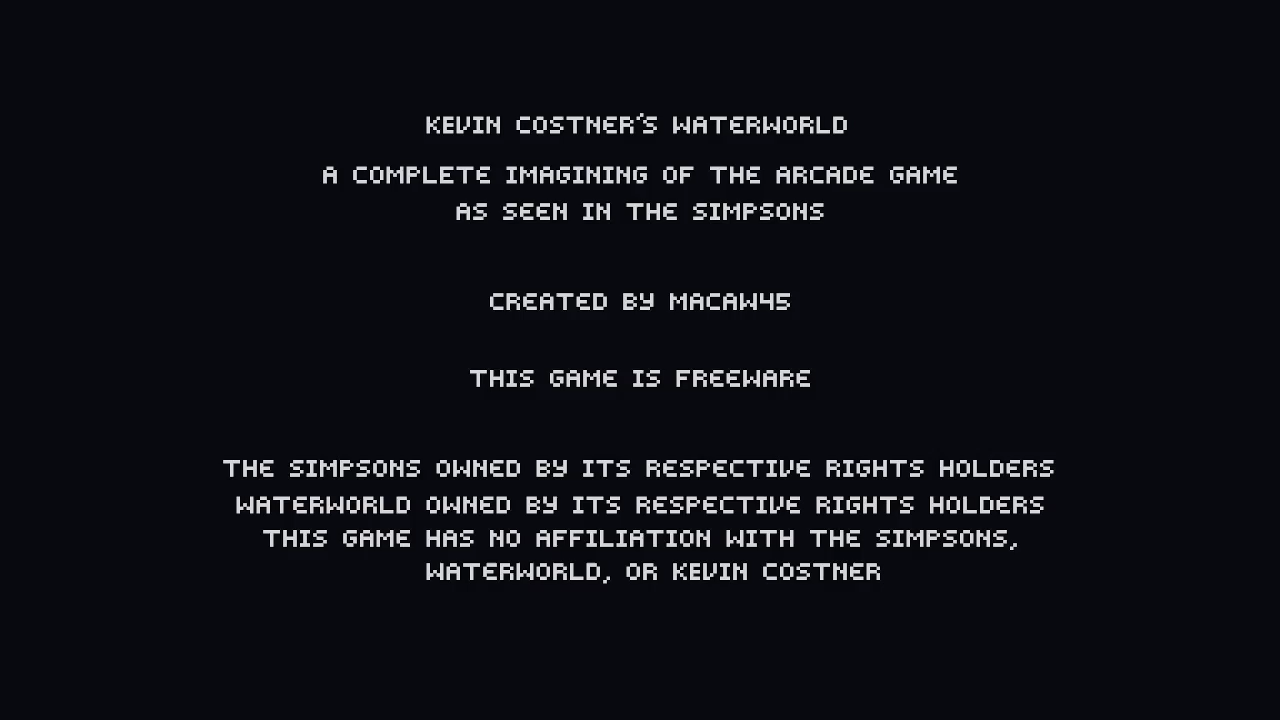 KEVIN COSTNER'S WATERWORLD
A COMPLETE IMAGINING OF THE ARCADE GAME
AS SEEN IN THE SIMPSONS
CREATED BY MACAW45
THIS GAME IS FREEWARE
THE SIMPSONS OWNED BY ITS RESPECTIVE RIGHTS HOLDERS
WATERWORLD OWNED BY ITS RESPECTIVE RIGHTS HOLDERS
THIS GAME HAS NO AFFILIATION WITH THE SIMPSONS,
WATERWORLD, OR KEVIN COSTNER